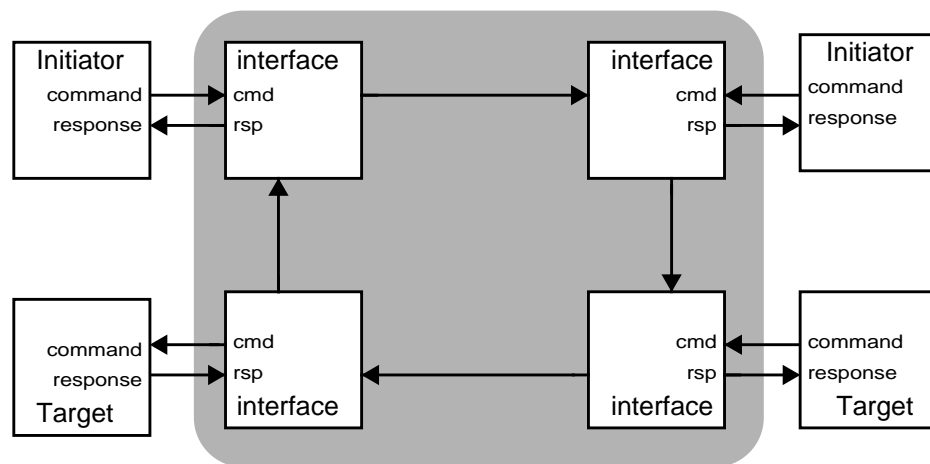 Initiator
command
response
interface
cmd
rsp
interface
cmd
rsp
Initiator
command
response
command
response
Target
cmd
rsp
interface
cmd
rsp
interface
command
response
Target